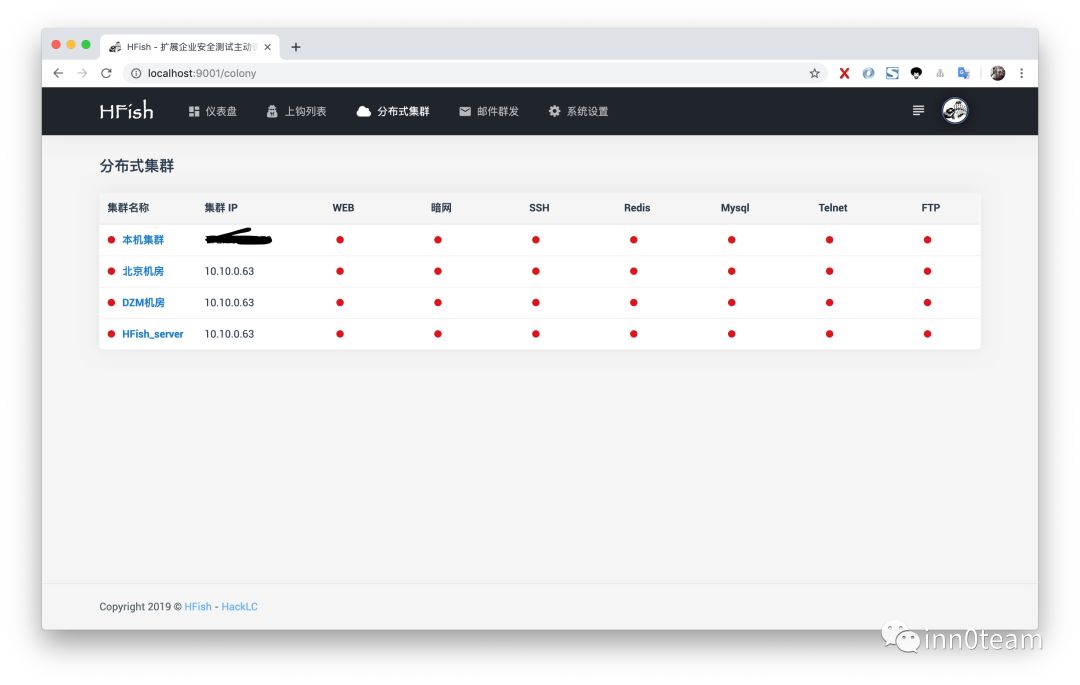 HFish - 扩展企业安全测试主动
localhost:9001/colony
HFish 仪表盘 上钩列表 分布式集群 邮件群发 系统设置
分布式集群
集群名称 集群 IP WEB 暗网 SSH Redis Mysql Telnet FTP
本机集群
北京机房 10.10.0.63
DZM机房 10.10.0.63
HFish_server 10.10.0.63
Copyright 2019 © HFish - HackLC
inn0team